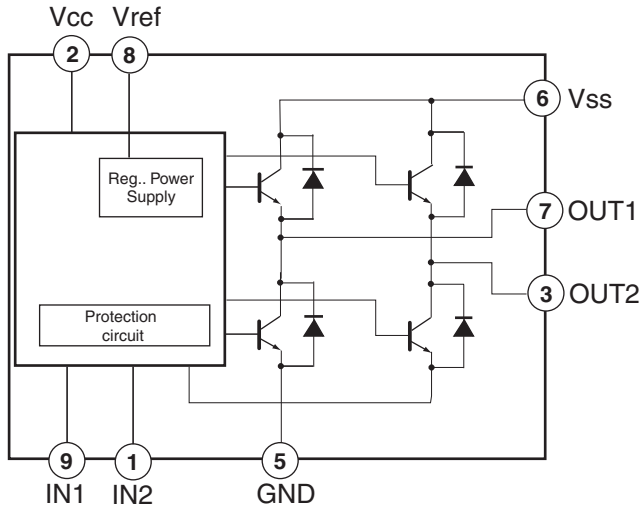 Vcc Vref
2 8
6 Vss
Reg.. Power
Supply
7 OUT1
3 OUT2
Protection
circuit
9 1 5
IN1 IN2 GND